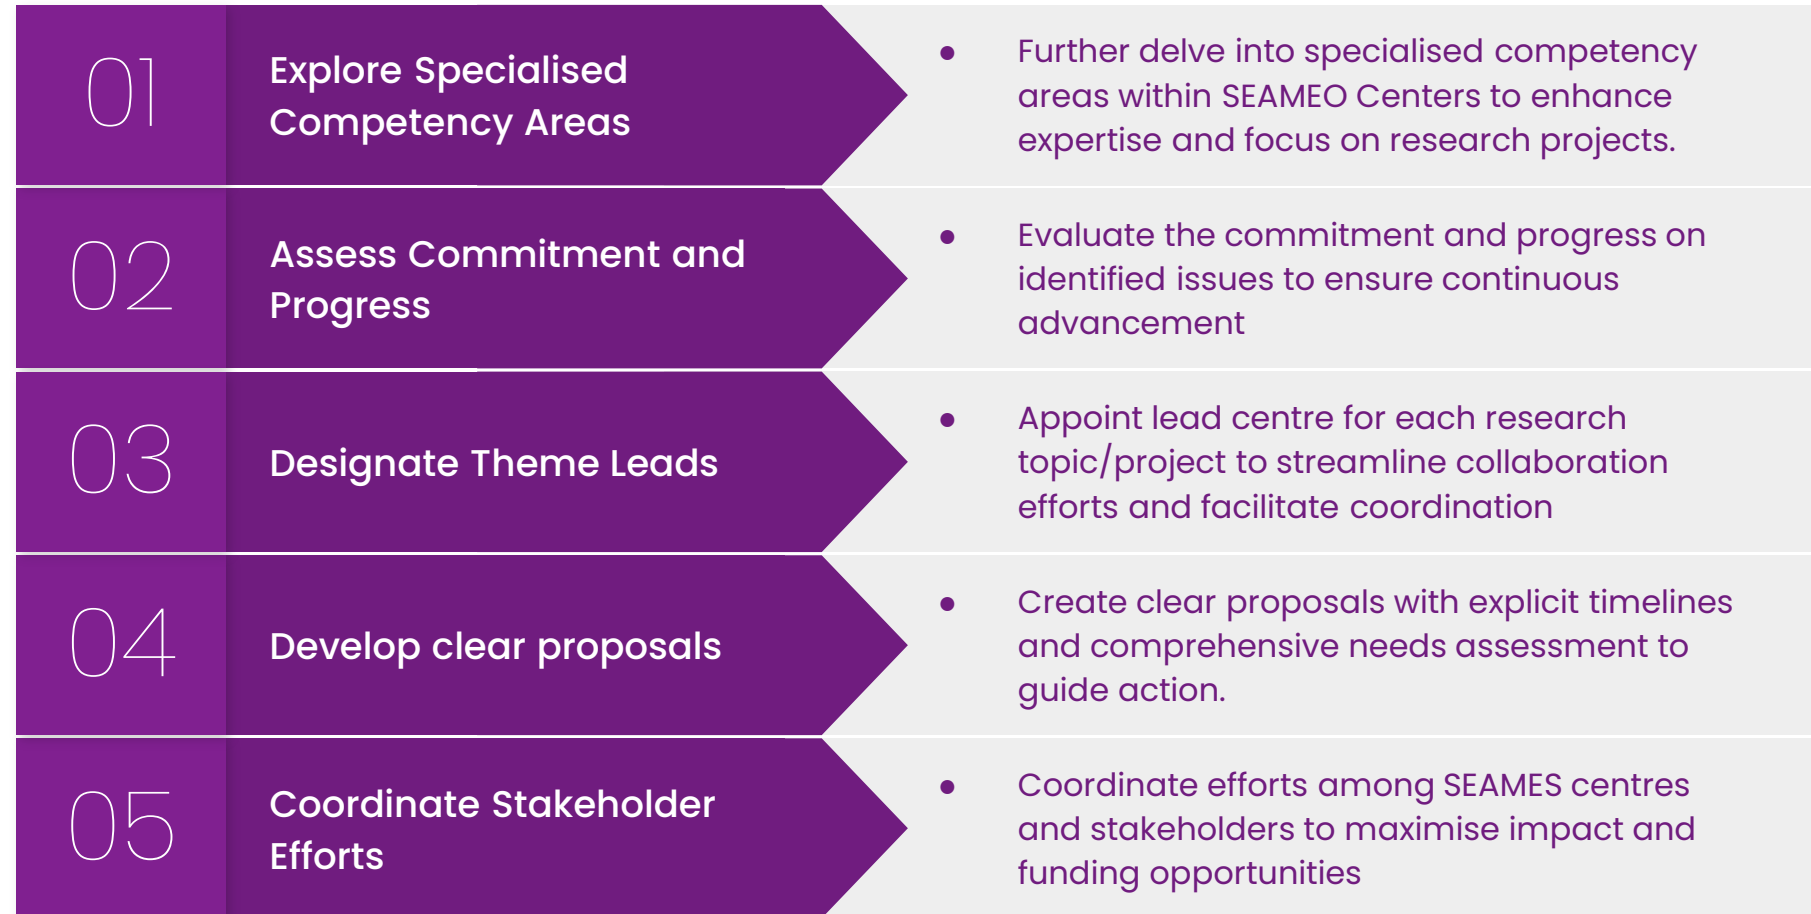 01
Explore Specialised
Competency Areas
● Further delve into specialised competency
areas within SEAMEO Centers to enhance
expertise and focus on research projects.
02
Assess Commitment and
Progress
● Evaluate the commitment and progress on
identified issues to ensure continuous
advancement
03
Designate Theme Leads
● Appoint lead centre for each research
topic/project to streamline collaboration
efforts and facilitate coordination
04
Develop clear proposals
● Create clear proposals with explicit timelines
and comprehensive needs assessment to
guide action.
05
Coordinate Stakeholder
Efforts
● Coordinate efforts among SEAMES centres
and stakeholders to maximise impact and
funding opportunities